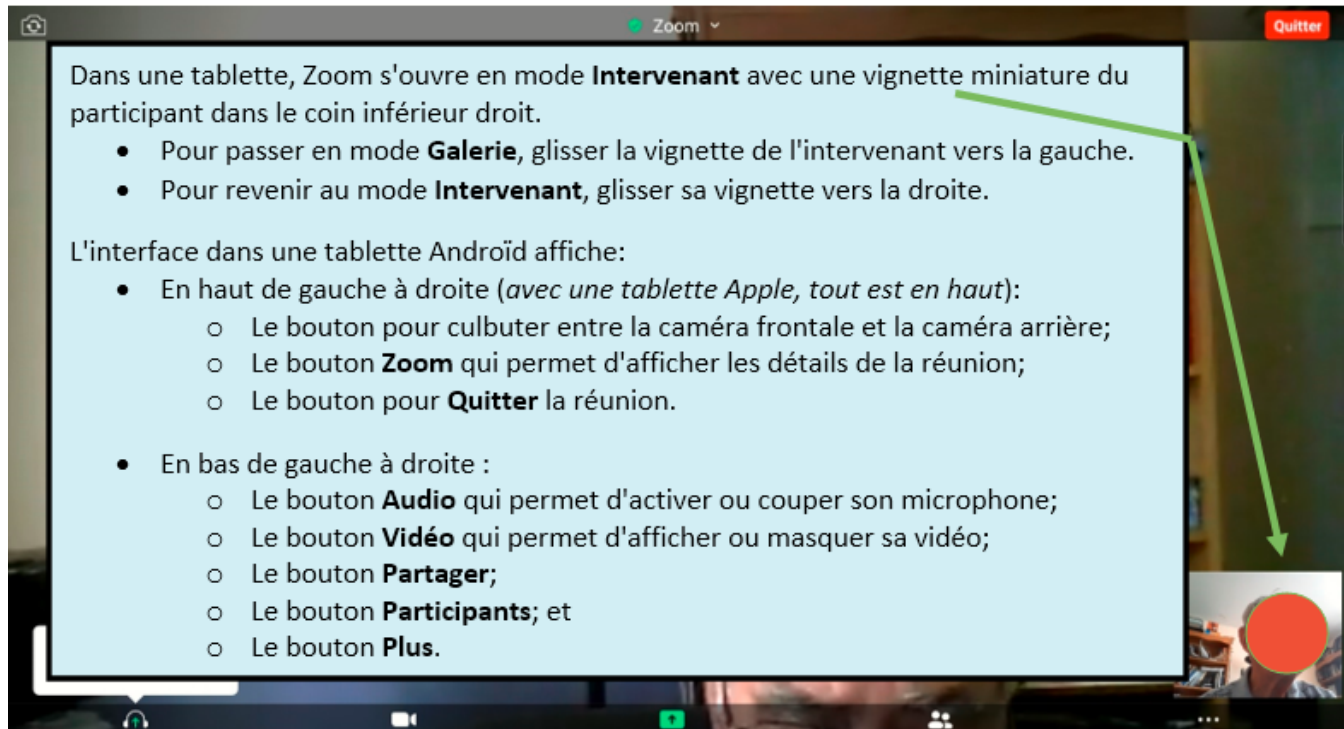 Zoom
Quitter
Dans une tablette, Zoom s'ouvre en mode Intervenant avec une vignette miniature du
participant dans le coin inférieur droit.
• Pour passer en mode Galerie, glisser la vignette de l'intervenant vers la gauche.
• Pour revenir au mode Intervenant, glisser sa vignette vers la droite.
L'interface dans une tablette Androïd affiche:
• En haut de gauche à droite (avec une tablette Apple, tout est en haut):
o Le bouton pour culbuter entre la caméra frontale et la caméra arrière;
o Le bouton Zoom qui permet d'afficher les détails de la réunion;
o Le bouton pour Quitter la réunion.
• En bas de gauche à droite :
o Le bouton Audio qui permet d'activer ou couper son microphone;
o Le bouton Vidéo qui permet d'afficher ou masquer sa vidéo;
o Le bouton Partager;
o Le bouton Participants; et
o Le bouton Plus.